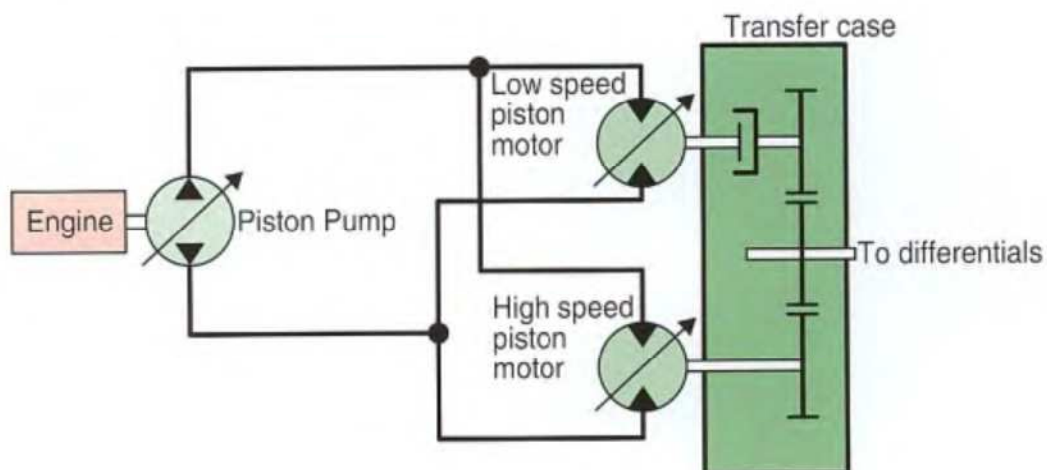 Transfer case
Low speed
piston
motor
Engine
Piston Pump
To differentials
High speed
piston
motor